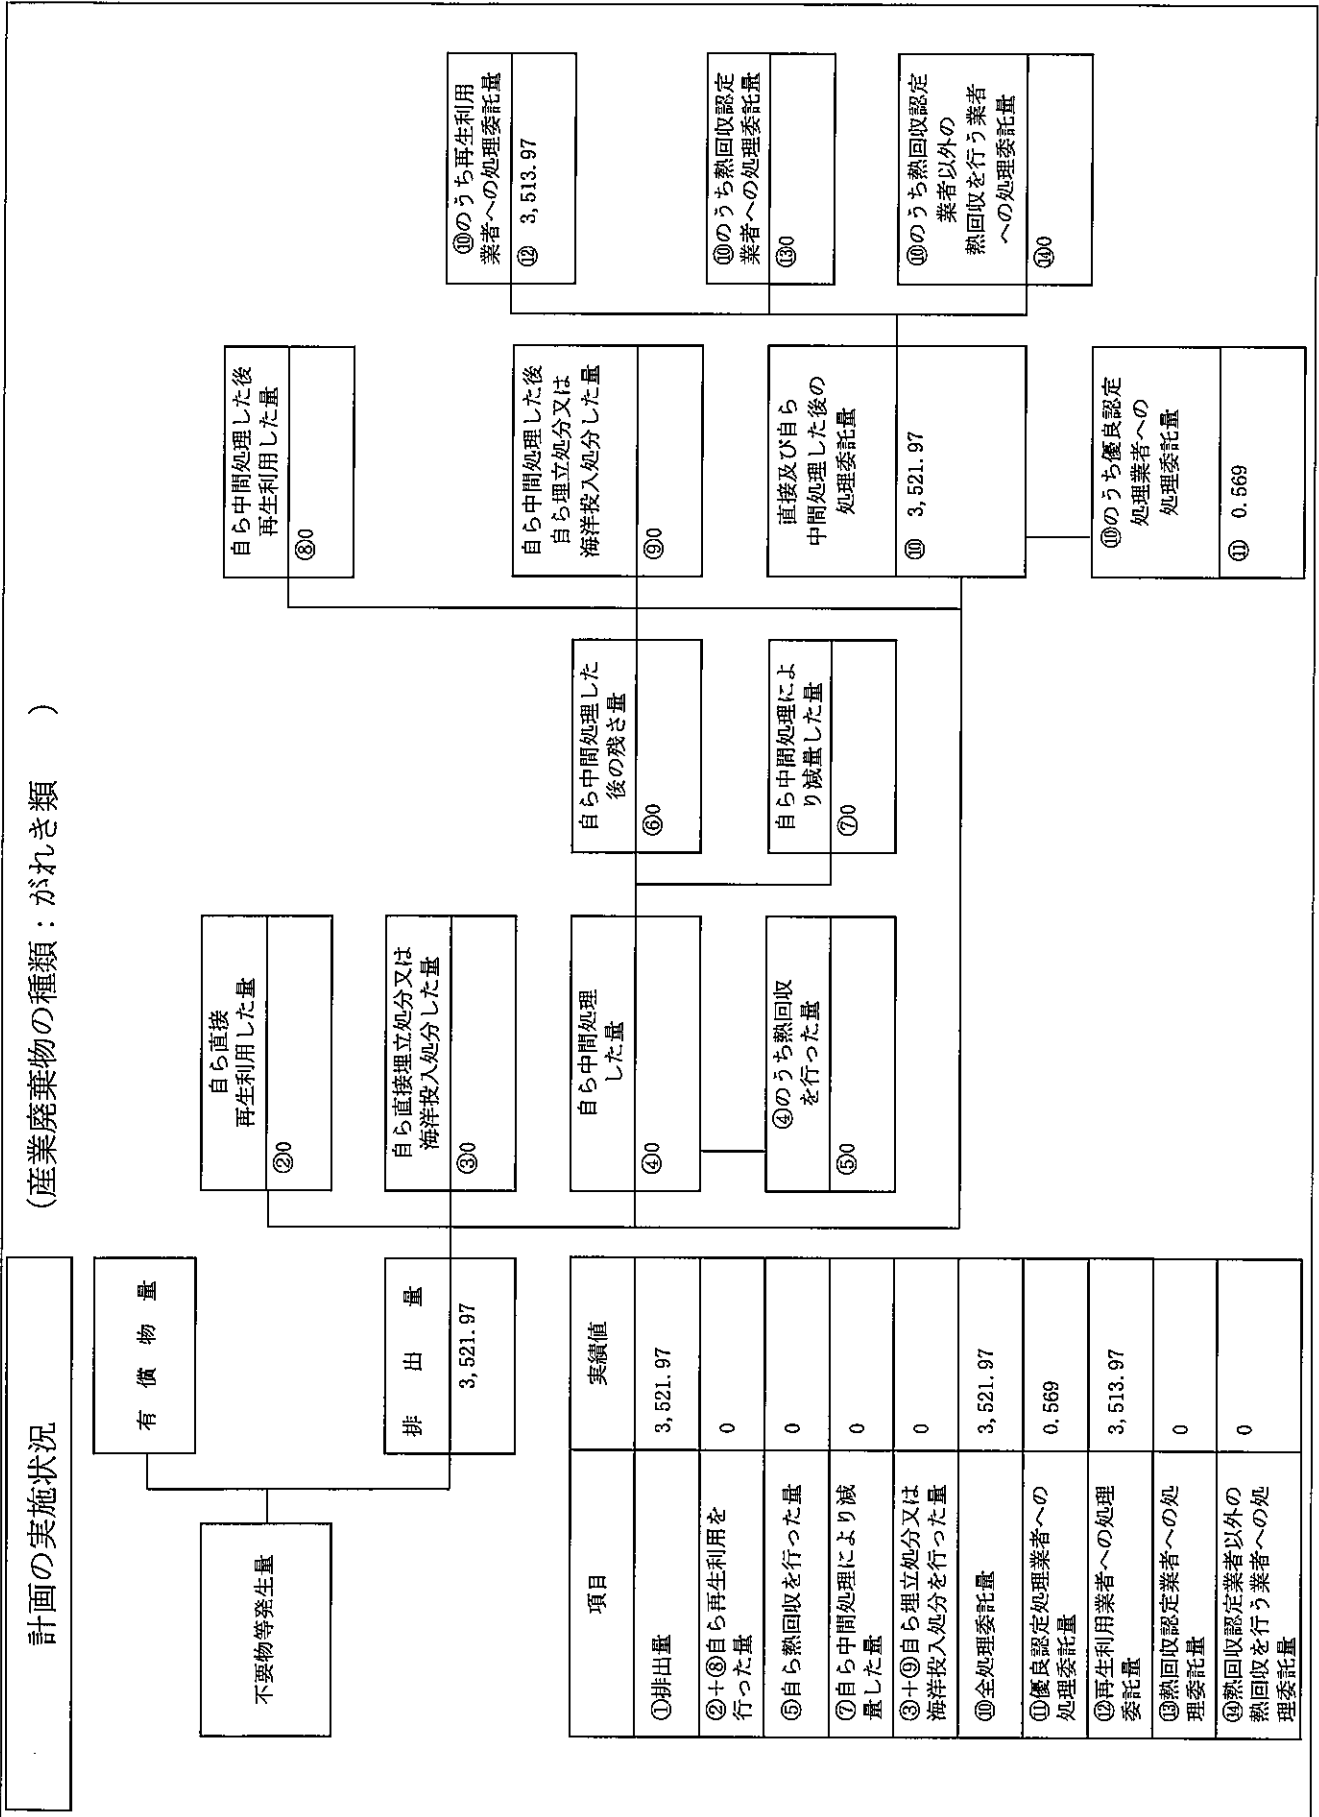 計画の実施状況
(産業廃棄物の種類:がれき類　　)
不要物等発生量
有 償 物 量
排 出 量
3,521.97
自ら直接
再生利用した量
②0
自ら直接埋立処分又は
海洋投入処分した量
③0
自ら中間処理
した量
④0
④のうち熱回収
を行った量
⑤0
自ら中間処理した
後の残さ量
⑥0
自ら中間処理によ
り減量した量
⑦0
自ら中間処理した後
再生利用した量
⑧0
自ら中間処理した後
自ら埋立処分又は
海洋投入処分した量
⑨0
直接及び自ら
中間処理した後の
処理委託量
⑩ 3,521.97
⑩のうち優良認定
処理業者への
処理委託量
⑪ 0.569
⑩のうち再生利用
業者への処理委託量
⑫ 3,513.97
⑩のうち熱回収認定
業者への処理委託量
⑬0
⑩のうち熱回収認定
業者以外の
熱回収を行う業者
への処理委託量
⑭0
項目 実績値
①排出量 3,521.97
②+⑧自ら再生利用を
行った量 0
⑤自ら熱回収を行った量 0
⑦自ら中間処理により減
量した量 0
③+⑨自ら埋立処分又は
海洋投入処分を行った量 0
⑩全処理委託量 3,521.97
⑪優良認定処理業者への
処理委託量 0.569
⑫再生利用業者への処理
委託量 3,513.97
⑬熱回収認定業者への処
理委託量 0
⑭熱回収認定業者以外の
熱回収を行う業者への処
理委託量 0